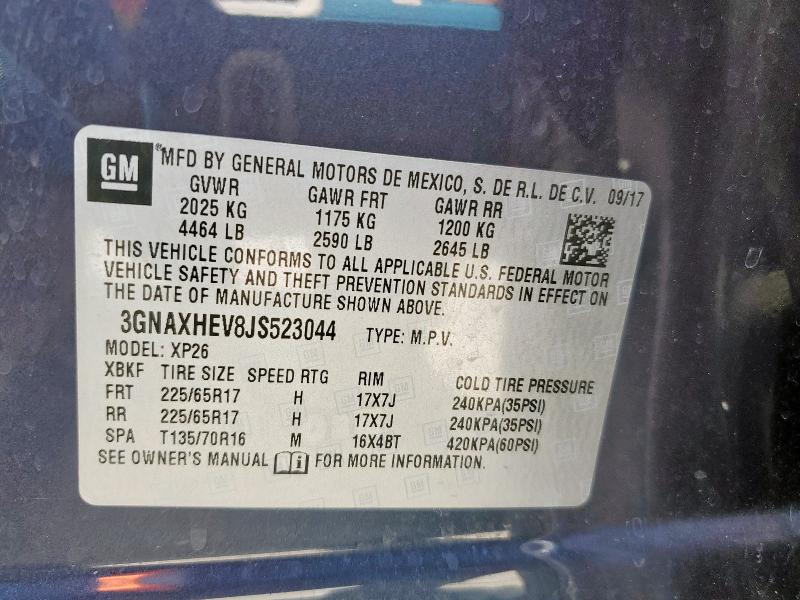 GM ® MFD BY GENERAL MOTORS DE MEXICO, S. DE R.L. DE C.V. 09/17
GVWR GAWR FRT GAWR RR
2025 KG 1175 KG 1200 KG
4464 LB 2590 LB 2645 LB
THIS VEHICLE CONFORMS TO ALL APPLICABLE U.S. FEDERAL MOTOR
VEHICLE SAFETY AND THEFT PREVENTION STANDARDS IN EFFECT ON
THE DATE OF MANUFACTURE SHOWN ABOVE.
3GNAXHEV8JS523044 TYPE: M.P.V.
MODEL: XP26
XBKF TIRE SIZE SPEED RTG RIM COLD TIRE PRESSURE
FRT 225/65R17 H 17X7J 240KPA(35PSI)
RR 225/65R17 H 17X7J 240KPA(35PSI)
SPA T135/70R16 M 16X4BT 420KPA(60PSI)
SEE OWNER'S MANUAL i FOR MORE INFORMATION.